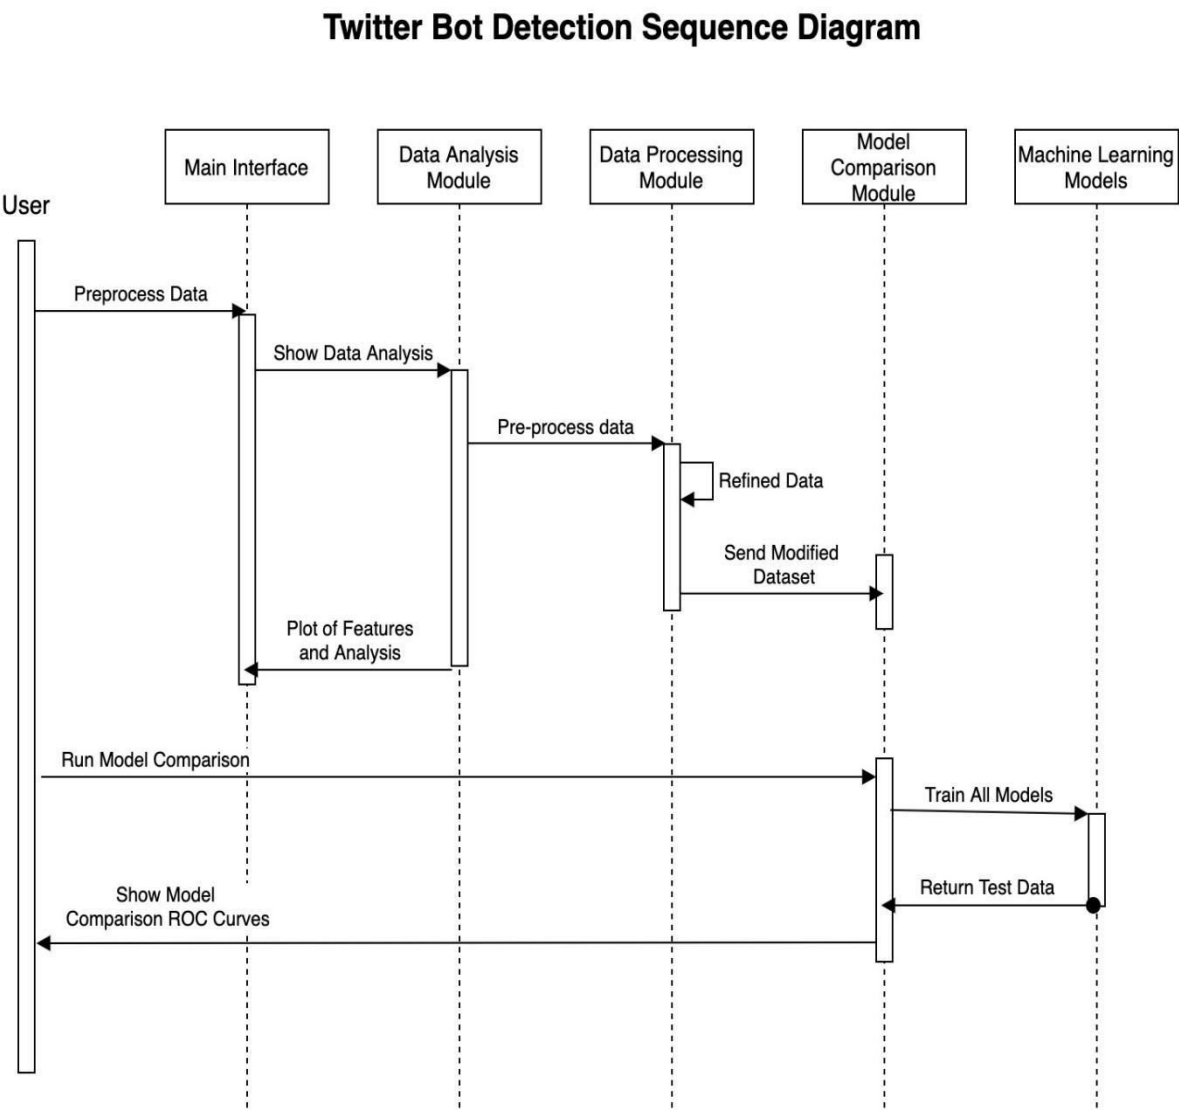 Twitter Bot Detection Sequence Diagram
User
Main Interface
Data Analysis
Module
Data Processing
Module
Model
Comparison
Module
Machine Learning
Models
Preprocess Data
Show Data Analysis
Pre-process data
Refined Data
Send Modified
Dataset
Plot of Features
and Analysis
Run Model Comparison
Train All Models
Return Test Data
Show Model
Comparison ROC Curves